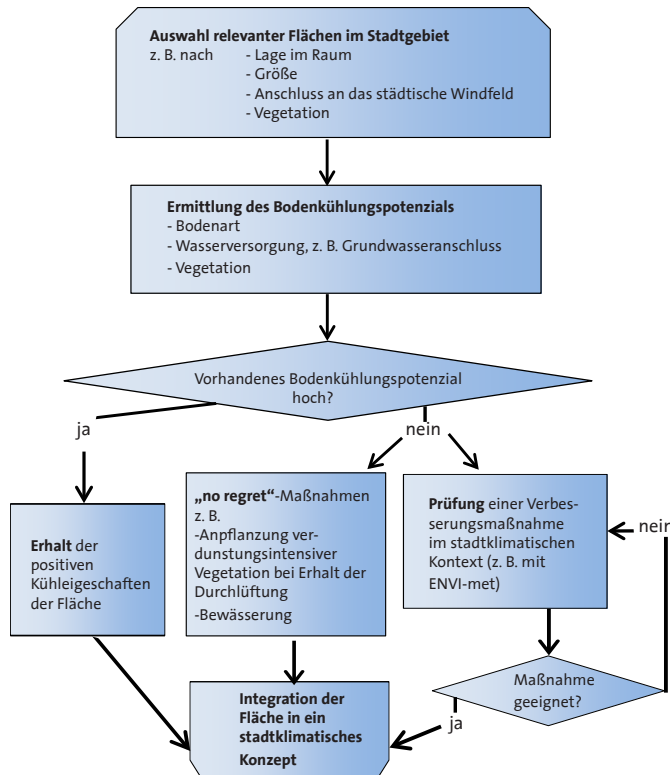 Auswahl relevanter Flächen im Stadtgebiet
z. B. nach - Lage im Raum
- Größe
- Anschluss an das städtische Windfeld
- Vegetation
Ermittlung des Bodenkühlungspotenzials
- Bodenart
- Wasserversorgung, z. B. Grundwasseranschluss
- Vegetation
Vorhandenes Bodenkühlungspotenzial
hoch?
ja
nein
Erhalt der
positiven
Kühleigeschaften
der Fläche
„no regret“-Maßnahmen
z. B.
-Anpflanzung ver-
dunstungsintensiver
Vegetation bei Erhalt der
Durchlüftung
-Bewässerung
Prüfung einer Verbes-
serungsmaßnahme
im stadtklimatischen
Kontext (z. B. mit
ENVI-met)
nein
Maßnahme
geeignet?
ja
Integration der
Fläche in ein
stadtklimatisches
Konzept